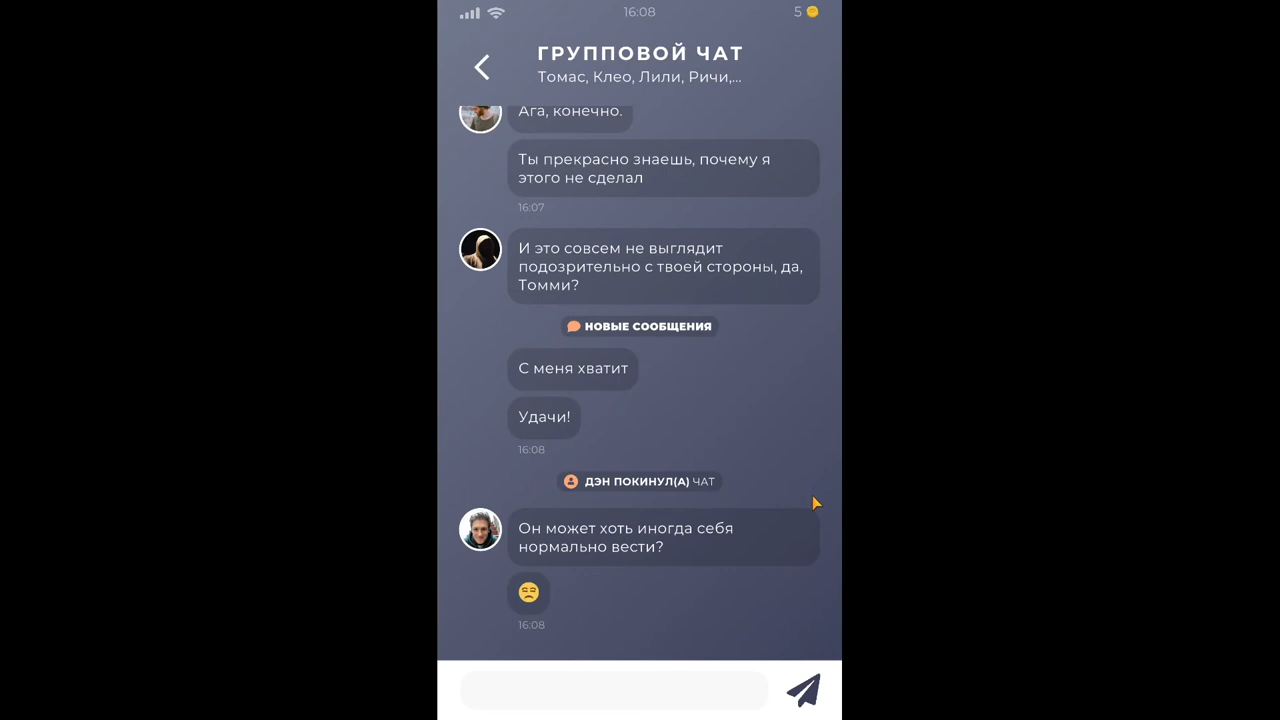 16:08
5
ГРУППОВОЙ ЧАТ
Томас, Клео, Лили, Ричи,...
Ага, конечно.
Ты прекрасно знаешь, почему я
этого не сделал
16:07
И это совсем не выглядит
подозрительно с твоей стороны, да,
Томми?
НОВЫЕ СООБЩЕНИЯ
С меня хватит
Удачи!
16:08
ДЭН ПОКИНУЛ(А) ЧАТ
Он может хоть иногда себя
нормально вести?
16:08